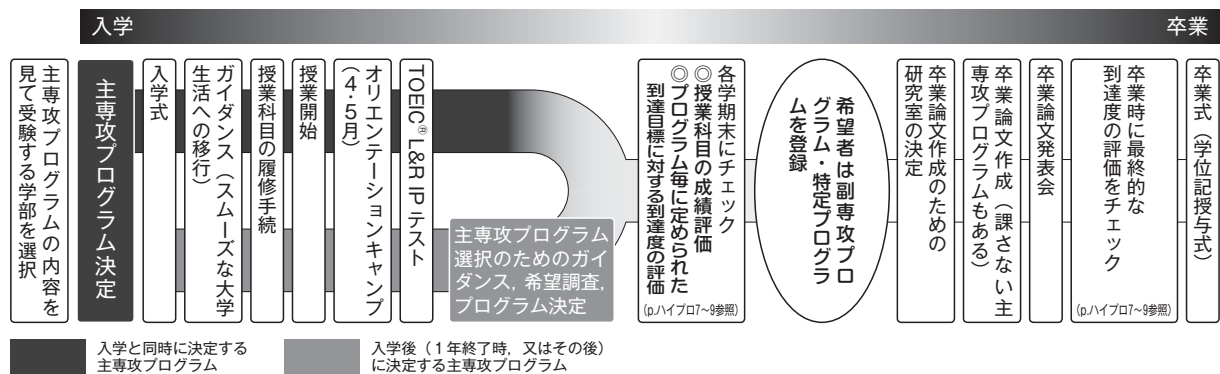 入学
卒業
主専攻プログラムの内容を
見て受験する学部を選択
主専攻プログラム決定
入学式
ガイダンス（スムーズな大学
生活への移行）
授業科目の履修手続
授業開始
オリエンテーションキャンプ
（4・5月）
TOEIC® L&R IP テスト
主専攻プログラム
選択のためのガイ
ダンス，希望調査，
プログラム決定
各学期末にチェック
◎授業科目の成績評価
◎プログラム毎に定められた
到達目標に対する到達度の評価
(p.ハイプロ7〜9参照)
希望者は副専攻プロ
グラム・特定プログラ
ムを登録
卒業論文作成のための
研究室の決定
卒業論文作成（課さない主
専攻プログラムもある）
卒業論文発表会
卒業時に最終的な
到達度の評価をチェック
(p.ハイプロ7〜9参照)
卒業式（学位記授与式）
入学と同時に決定する
主専攻プログラム
入学後（１年終了時，又はその後）
に決定する主専攻プログラム